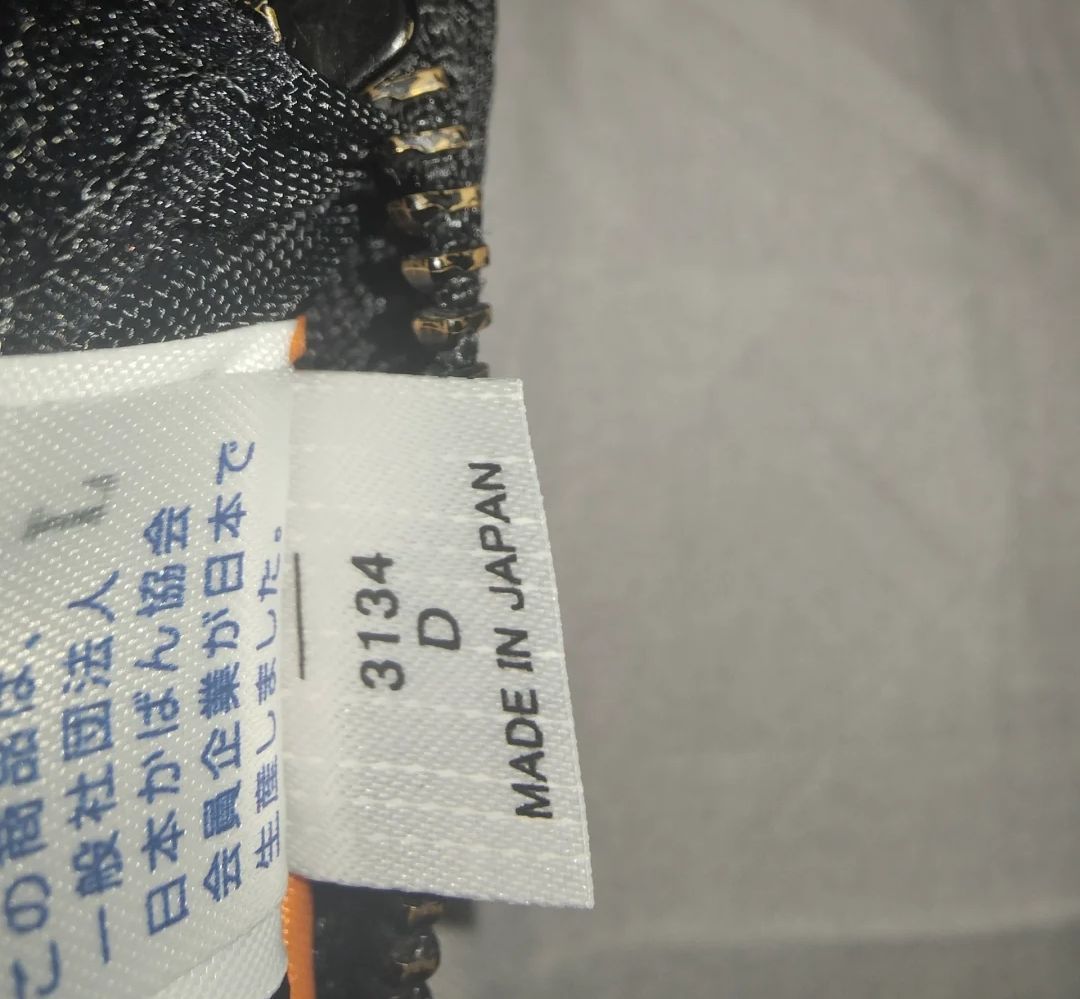 この商品は、
一般社団法人
日本かばん協会
会員企業が日本で
生産しました。
3134
D
MADE IN JAPAN